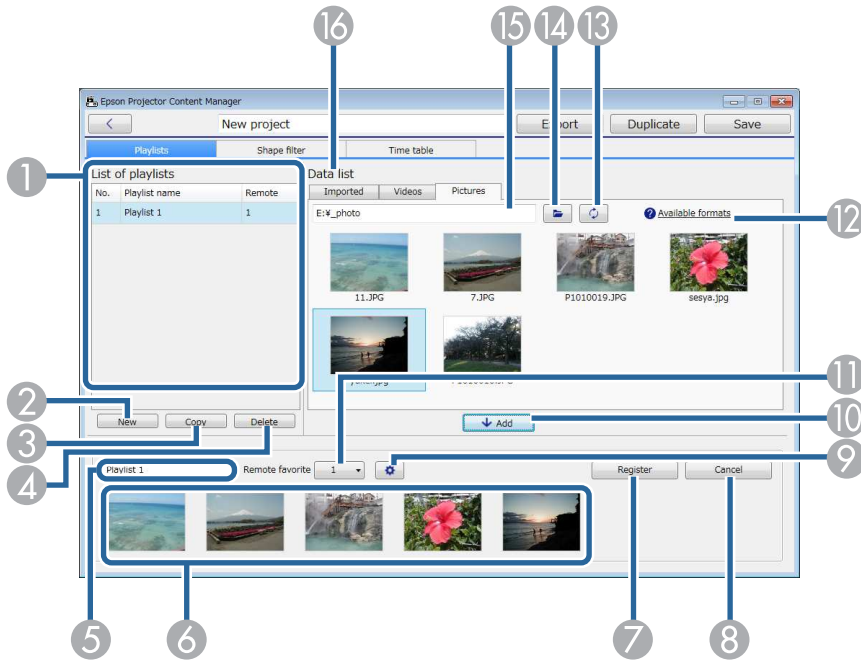 16 15 14 13
Epson Projector Content Manager
New project Export Duplicate Save
Playlists Shape filter Time table
1
List of playlists
No. Playlist name Remote
1 Playlist 1 1
Data list
Imported Videos Pictures
E:¥_photo
? Available formats
12
11.JPG 7.JPG P1010019.JPG sesya.jpg
11
2
3
4
New Copy Delete
Add
10
9
5
Playlist 1
Remote favorite 1
Register Cancel
5 6 7 8